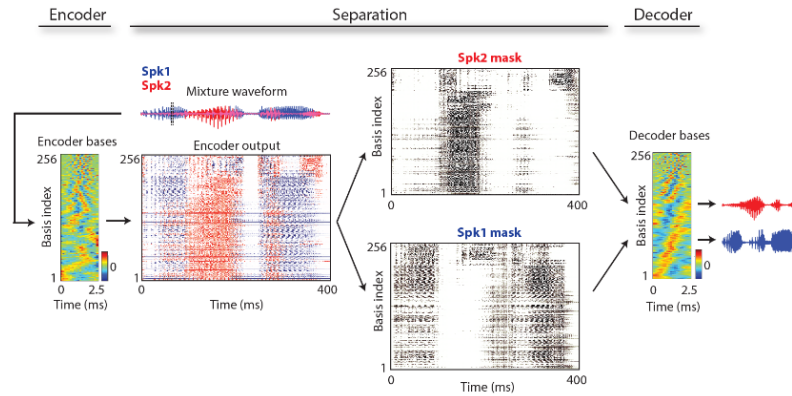 Encoder
Separation
Decoder
Spk1
Spk2
Mixture waveform
Encoder bases
256
Basis index
1
0
0
2.5
Time (ms)
Encoder output
256
1
0
400
Time (ms)
Spk2 mask
256
Basis index
1
0
400
Spk1 mask
256
Basis index
1
0
400
Time (ms)
Decoder bases
256
Basis index
1
0
0
2.5
Time (ms)